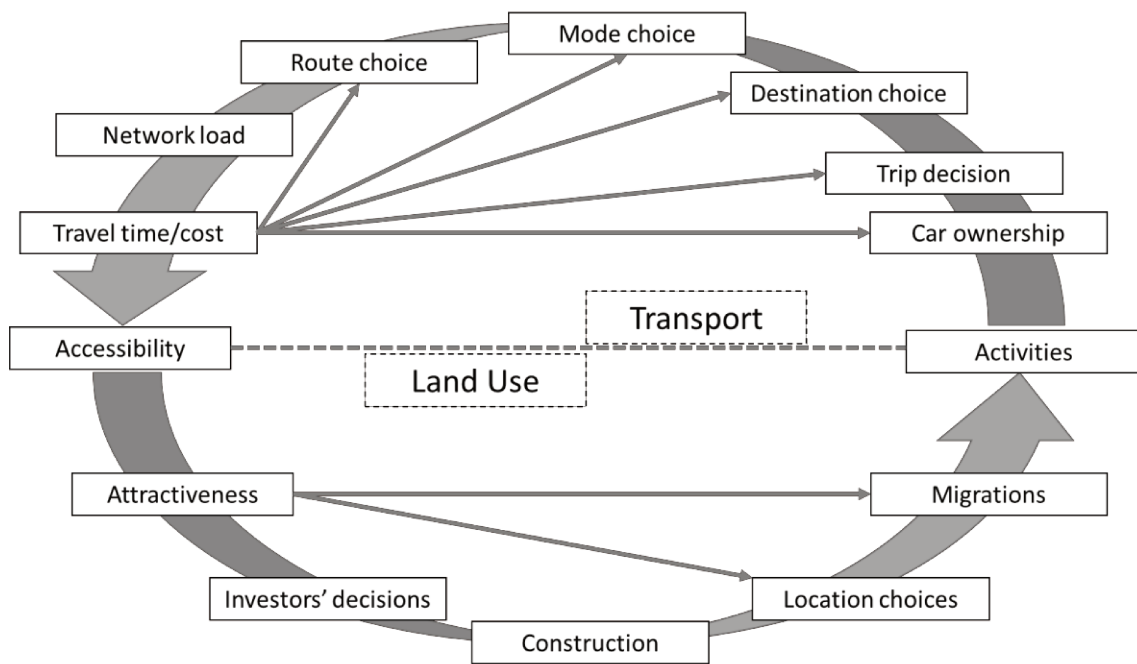 Mode choice
Route choice
Destination choice
Network load
Trip decision
Travel time/cost
Car ownership
Transport
Accessibility
Activities
Land Use
Attractiveness
Migrations
Investors' decisions
Location choices
Construction